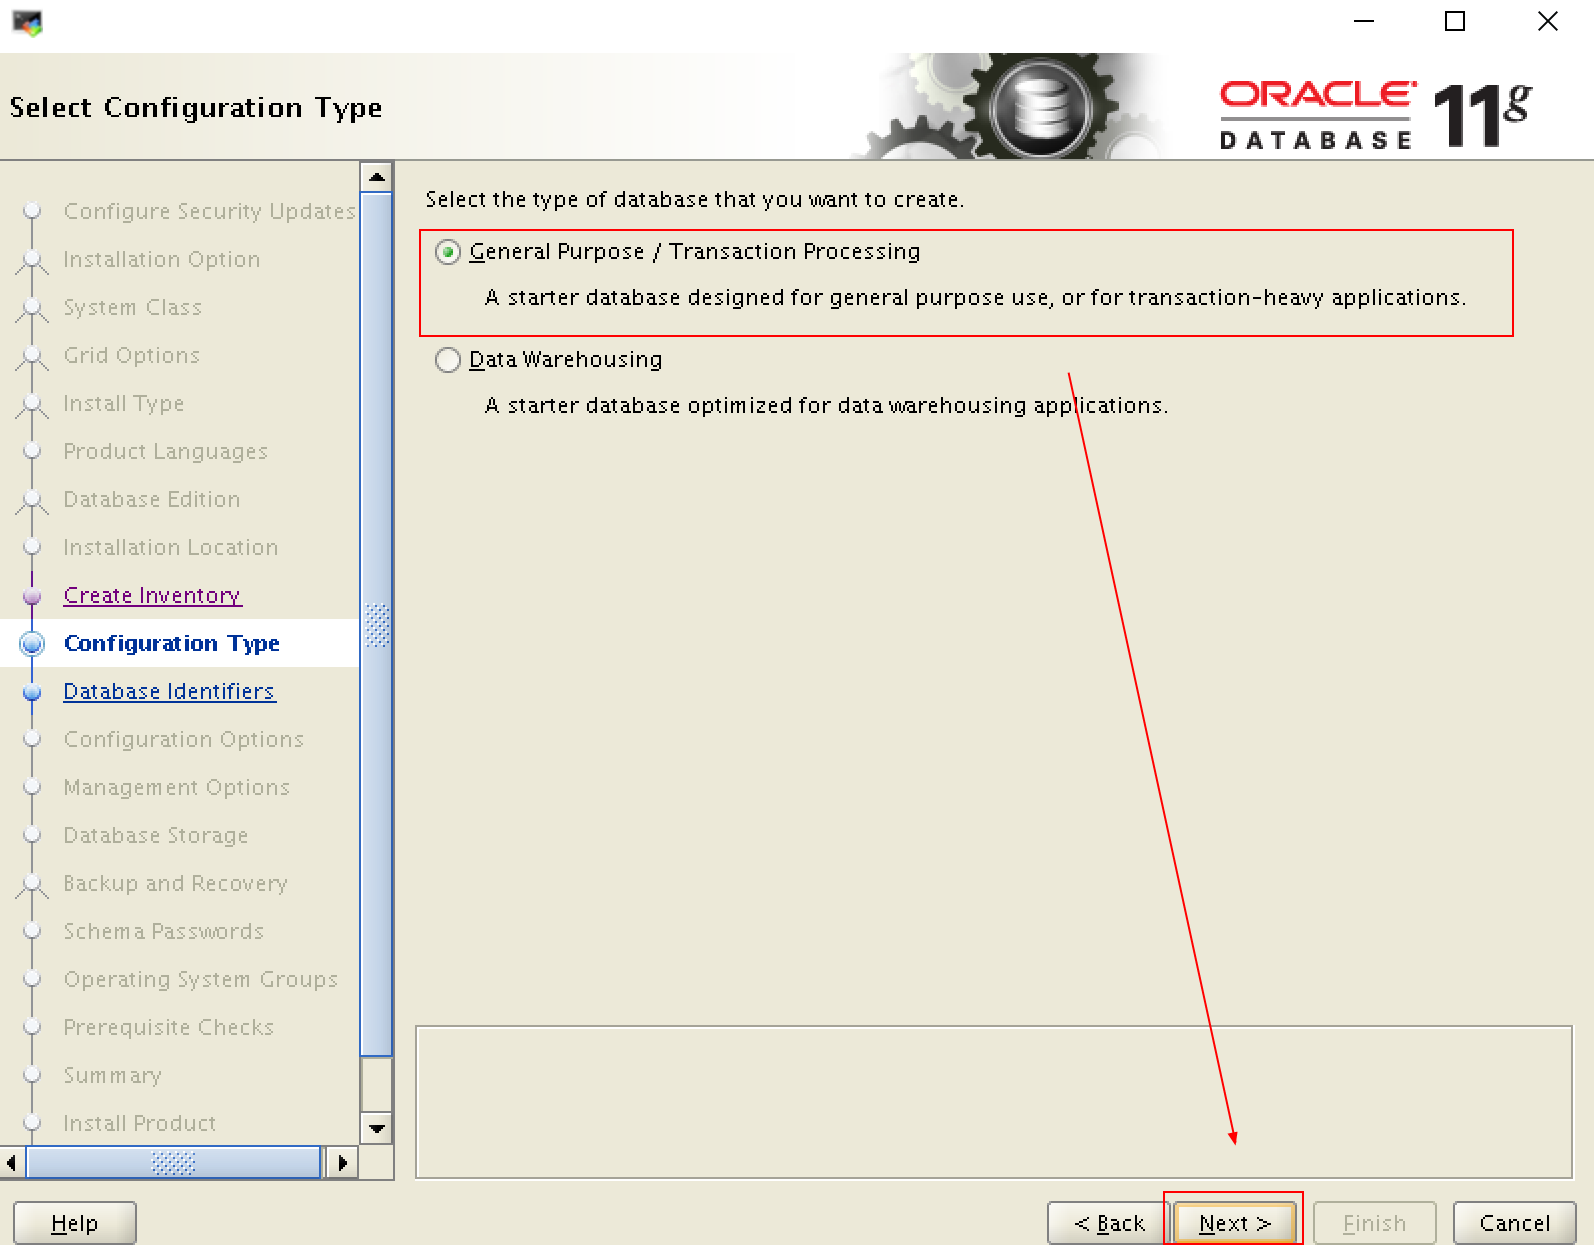 Select Configuration Type
ORACLE
DATABASE
11g
Configure Security Updates
Installation Option
System Class
Grid Options
Install Type
Product Languages
Database Edition
Installation Location
Create Inventory
Configuration Type
Database Identifiers
Configuration Options
Management Options
Database Storage
Backup and Recovery
Schema Passwords
Operating System Groups
Prerequisite Checks
Summary
Install Product
Select the type of database that you want to create.
General Purpose / Transaction Processing
A starter database designed for general purpose use, or for transaction-heavy applications.
Data Warehousing
A starter database optimized for data warehousing applications.
Help
< Back
Next >
Finish
Cancel